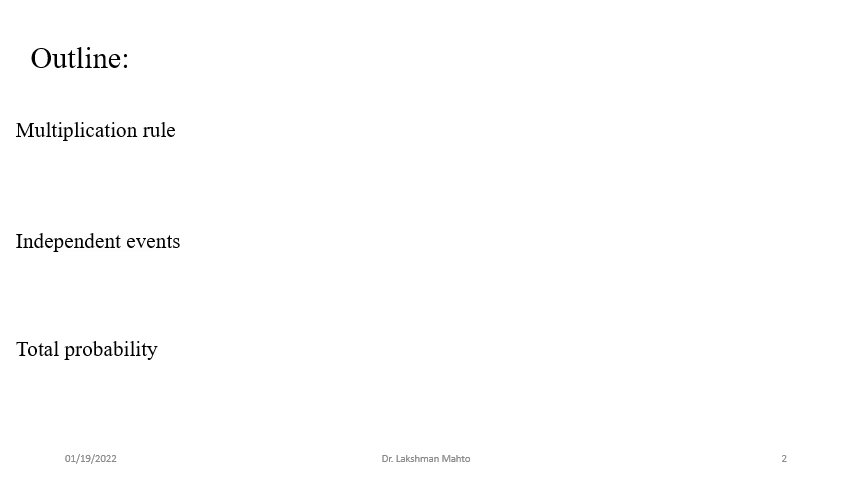 Outline:
Multiplication rule
Independent events
Total probability
01/19/2022
Dr. Lakshman Mahto
2